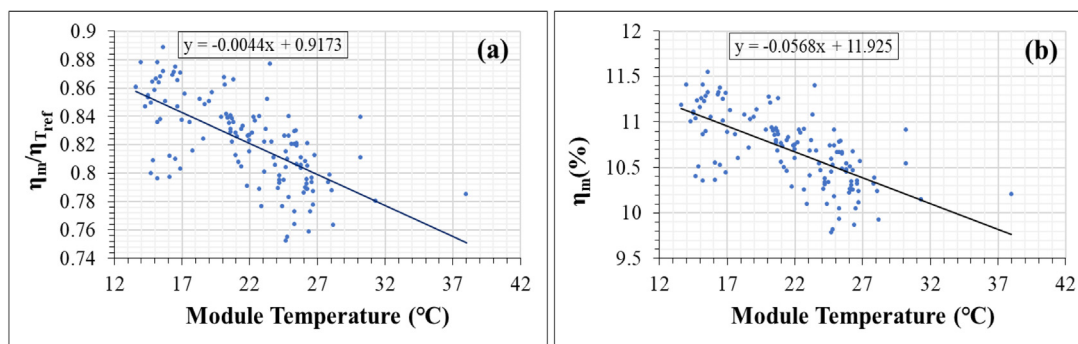 0.9
0.88
0.86
0.84
0.82
0.8
0.78
0.76
0.74
ηm/ηTref
y = -0.0044x + 0.9173
(a)
12 17 22 27 32 37 42
Module Temperature (℃)
12
11.5
11
10.5
10
9.5
ηm(%)
y = -0.0568x + 11.925
(b)
12 17 22 27 32 37 42
Module Temperature (℃)